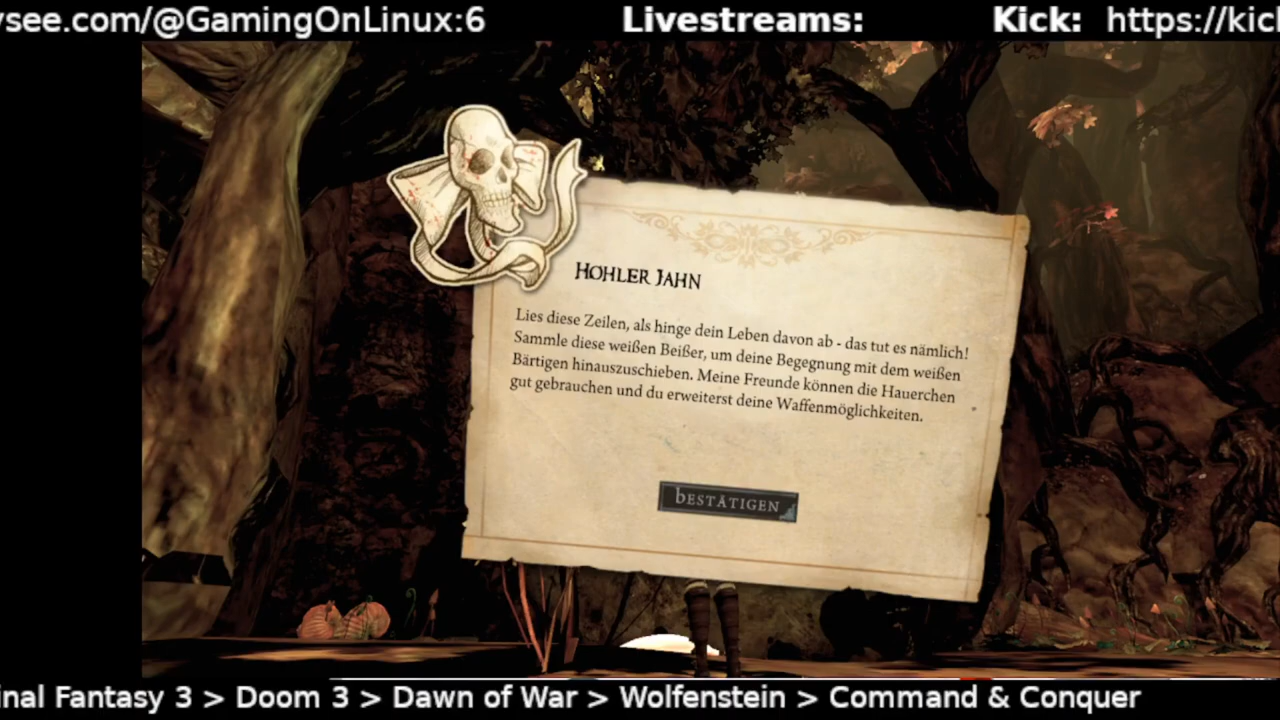 ysee.com/@GamingOnLinux:6 Livestreams: Kick: https://kicl
HOHLER JAHN
Lies diese Zeilen, als hinge dein Leben davon ab - das tut es nämlich!
Sammle diese weißen Beißer, um deine Begegnung mit dem weißen
Bärtigen hinauszuschieben. Meine Freunde können die Hauerchen
gut gebrauchen und du erweiterst deine Waffenmöglichkeiten.
BESTÄTIGEN
inal Fantasy 3 > Doom 3 > Dawn of War > Wolfenstein > Command & Conquer